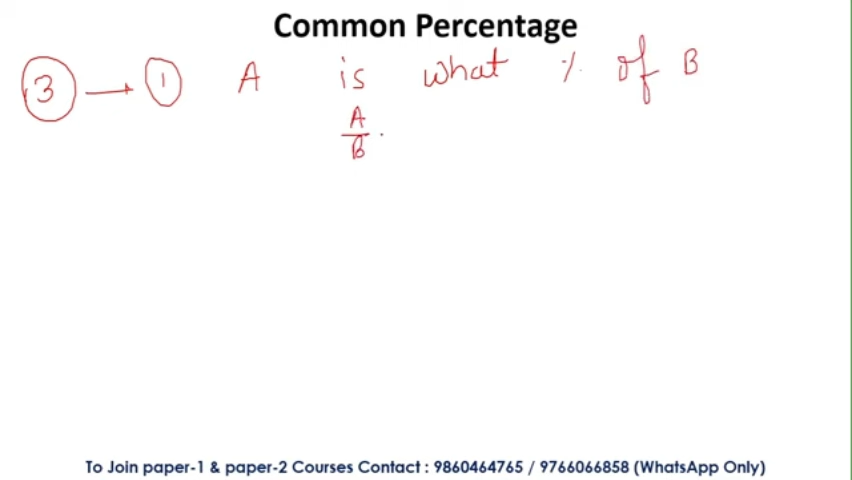 Common Percentage
3 → 1 A is what % of B
A
B
To Join paper-1 & paper-2 Courses Contact : 9860464765 / 9766066858 (WhatsApp Only)